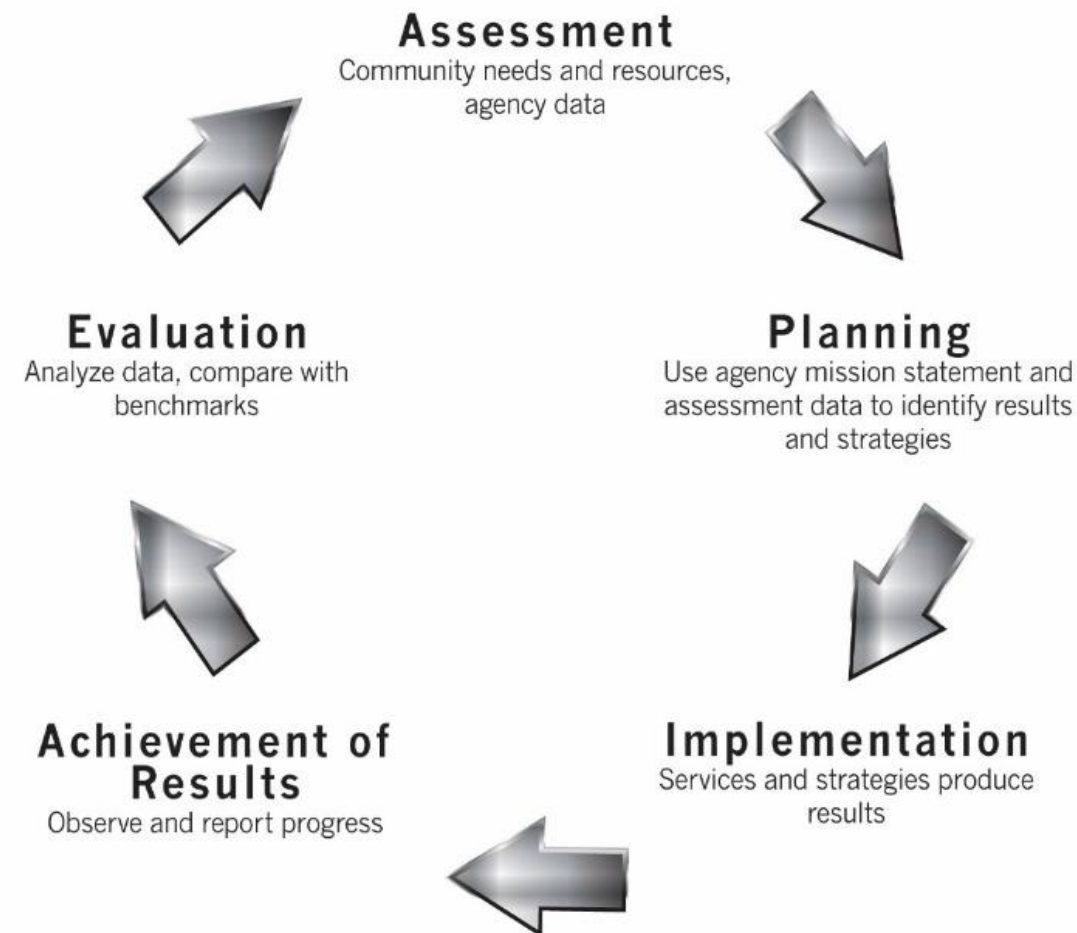 Assessment
Community needs and resources,
agency data
Evaluation
Analyze data, compare with
benchmarks
Planning
Use agency mission statement and
assessment data to identify results
and strategies
Achievement of
Results
Observe and report progress
Implementation
Services and strategies produce
results